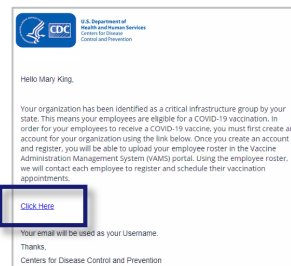 CDC
U.S. Department of
Health and Human Services
Centers for Disease
Control and Prevention
Hello Mary King,
Your organization has been identified as a critical infrastructure group by your
state. This means your employees are eligible for a COVID-19 vaccination. In
order for your employees to receive a COVID-19 vaccine, you must first create an
account for your organization using the link below. Once you create an account
and register, you will be able to upload your employee roster in the Vaccine
Administration Management System (VAMS) portal. Using the employee roster,
we will contact each employee to register and schedule their vaccination
appointments.
Click Here
Your email will be used as your Username.
Thanks,
Centers for Disease Control and Prevention